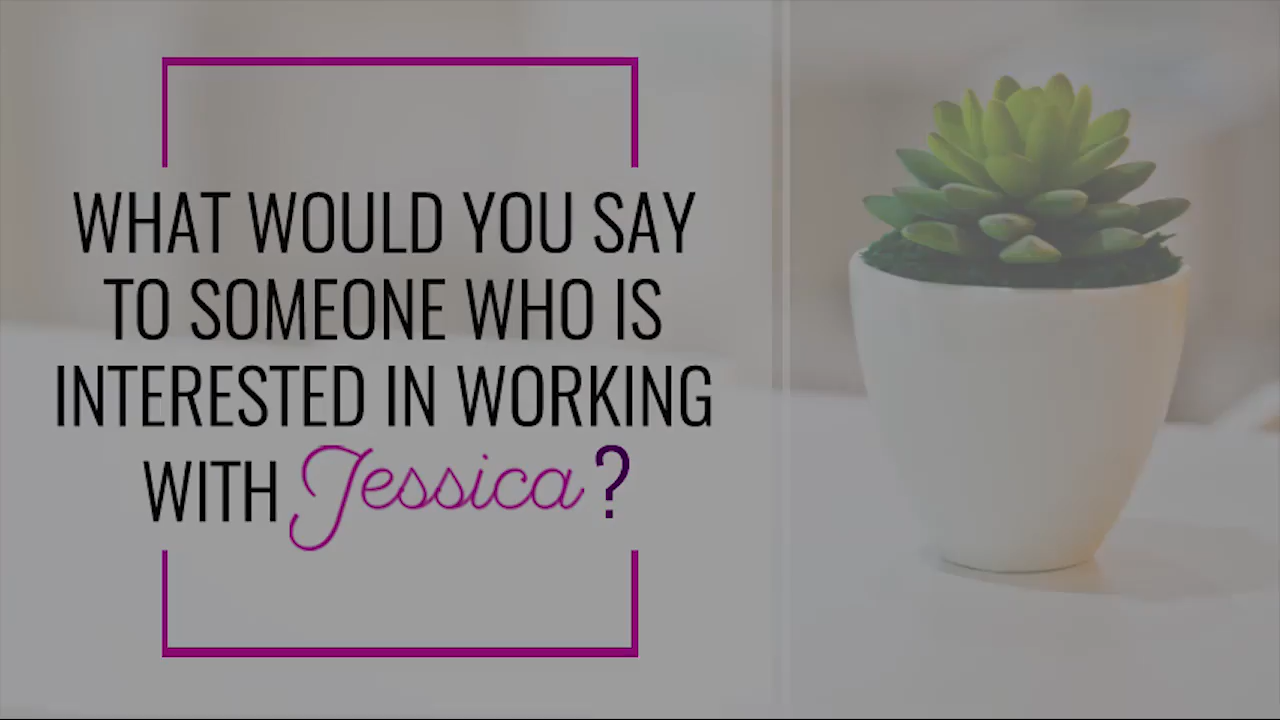 WHAT WOULD YOU SAY
TO SOMEONE WHO IS
INTERESTED IN WORKING
WITH Jessica?